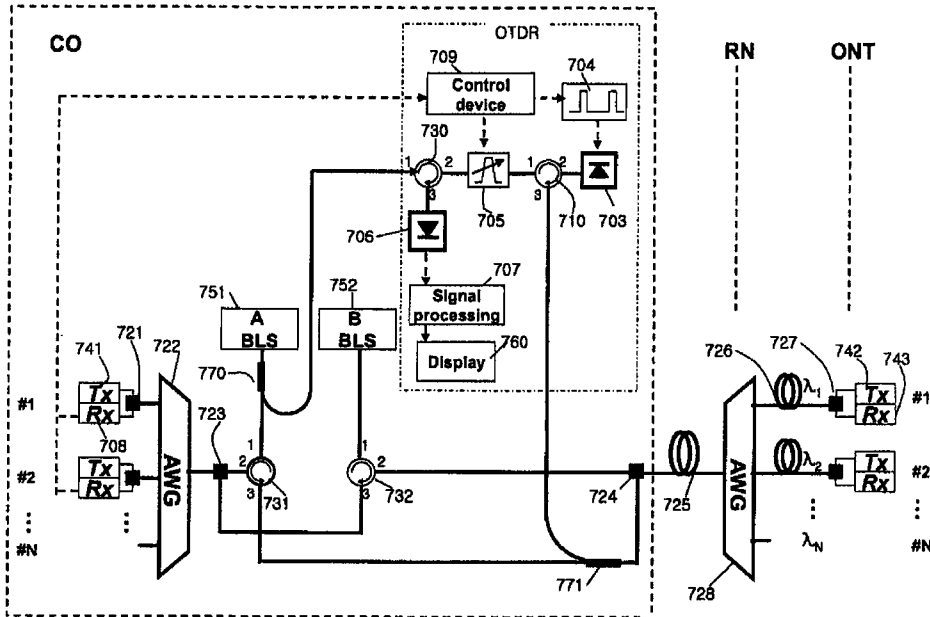 CO
OTDR
RN
ONT
709
704
Control
device
730
1
2
3
1
2
3
705
710
703
706
707
Signal
processing
Display
760
751
752
A
BLS
B
BLS
770
741
721
722
723
#1
Tx
Rx
708
#2
Tx
Rx
#N
AWG
1
2
3
731
1
2
3
732
724
725
771
726
727
742
743
λ1
Tx
Rx
#1
AWG
λ2
Tx
Rx
#2
λN
#N
728